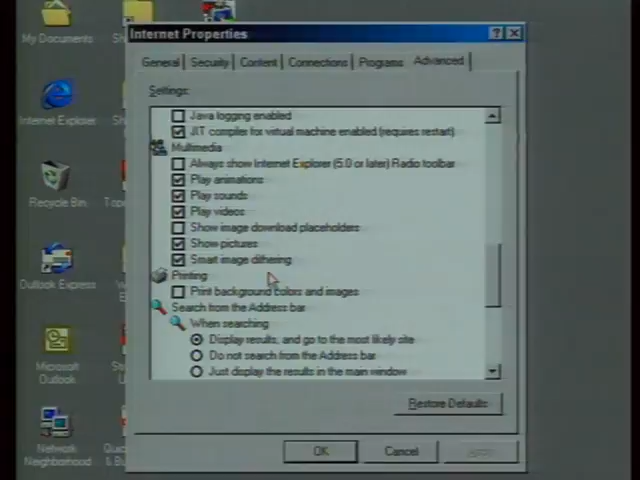 My Documents
Internet Explorer
Recycle Bin
Outlook Express
Microsoft
Outlook
Network
Neighborhood
Internet Properties
General
Security
Content
Connections
Programs
Advanced
Settings:
Java logging enabled
JIT compiler for virtual machine enabled (requires restart)
Multimedia
Always show Internet Explorer (5.0 or later) Radio toolbar
Play animations
Play sounds
Play videos
Show image download placeholders
Show pictures
Smart image dithering
Printing
Print background colors and images
Search from the Address bar
When searching
Display results, and go to the most likely site
Do not search from the Address bar
Just display the results in the main window
Restore Defaults
OK
Cancel
Apply